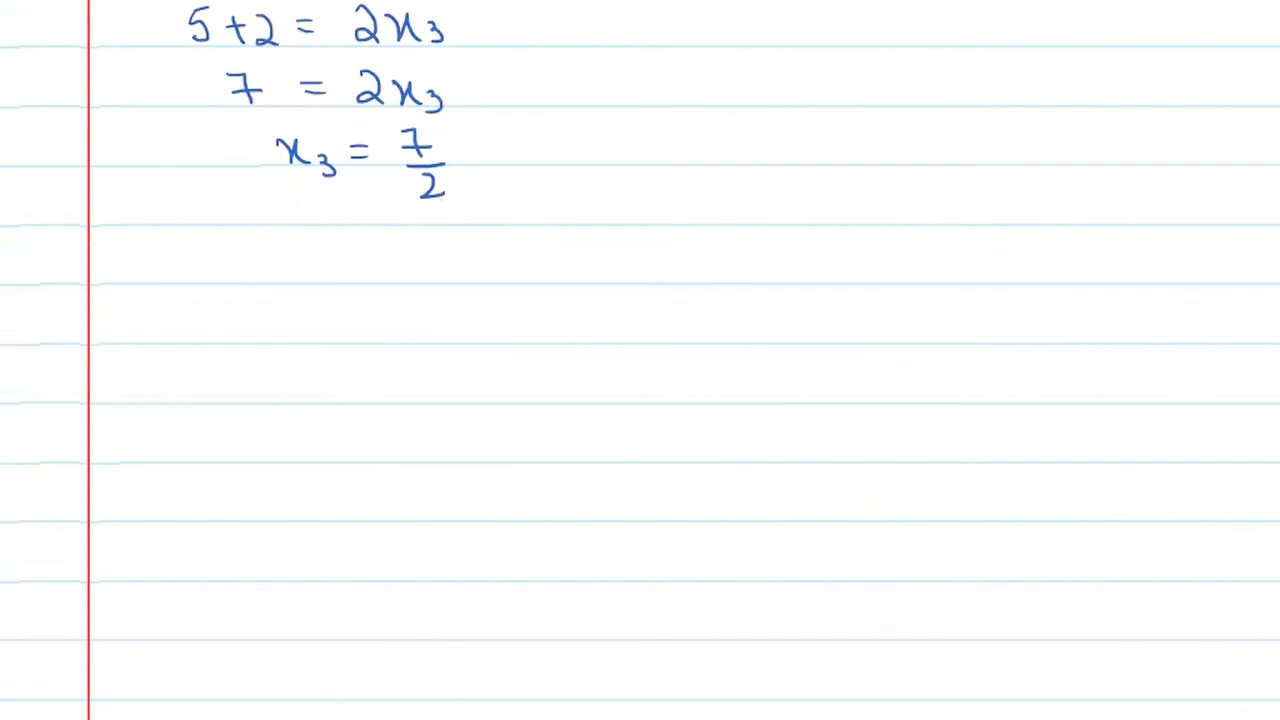 5 + 2 = 2x₃
7 = 2x₃
x₃ = 7/2